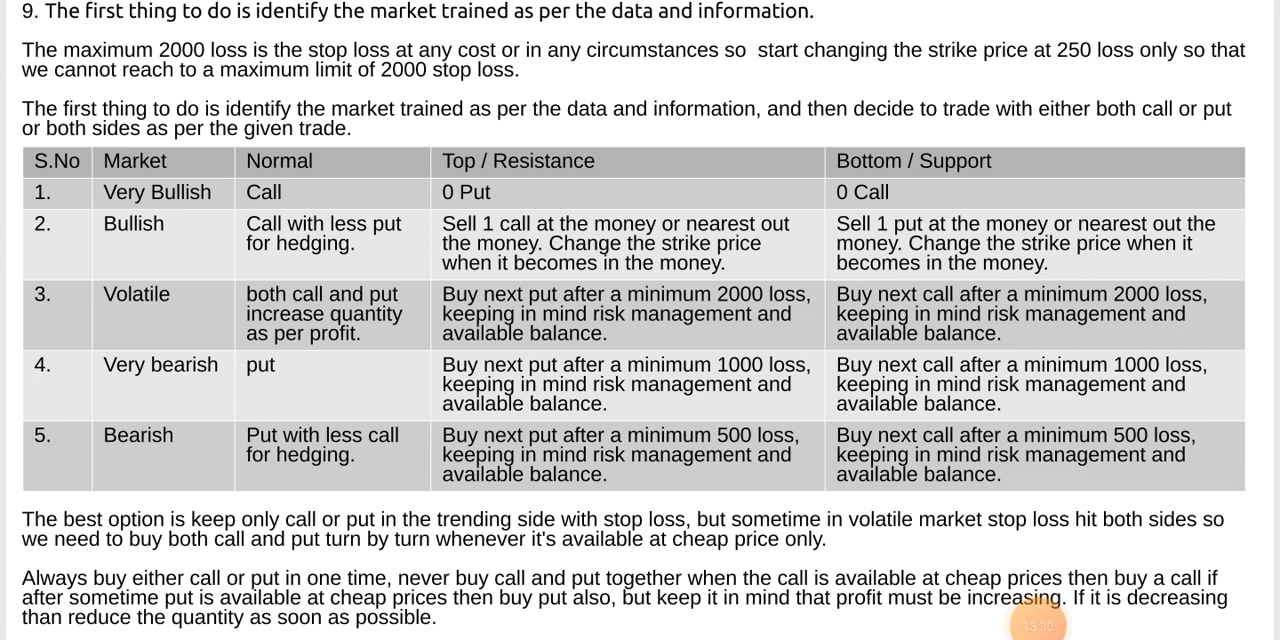 9. The first thing to do is identify the market trained as per the data and information.
The maximum 2000 loss is the stop loss at any cost or in any circumstances so  start changing the strike price at 250 loss only so that
we cannot reach to a maximum limit of 2000 stop loss.
The first thing to do is identify the market trained as per the data and information, and then decide to trade with either both call or put
or both sides as per the given trade.
S.No Market Normal Top / Resistance Bottom / Support
1. Very Bullish Call 0 Put 0 Call
2. Bullish Call with less put Sell 1 call at the money or nearest out Sell 1 put at the money or nearest out the
for hedging. the money. Change the strike price money. Change the strike price when it
when it becomes in the money. becomes in the money.
3. Volatile both call and put Buy next put after a minimum 2000 loss, Buy next call after a minimum 2000 loss,
increase quantity keeping in mind risk management and keeping in mind risk management and
as per profit. available balance. available balance.
4. Very bearish put Buy next put after a minimum 1000 loss, Buy next call after a minimum 1000 loss,
keeping in mind risk management and keeping in mind risk management and
available balance. available balance.
5. Bearish Put with less call Buy next put after a minimum 500 loss, Buy next call after a minimum 500 loss,
for hedging. keeping in mind risk management and keeping in mind risk management and
available balance. available balance.
The best option is keep only call or put in the trending side with stop loss, but sometime in volatile market stop loss hit both sides so
we need to buy both call and put turn by turn whenever it's available at cheap price only.
Always buy either call or put in one time, never buy call and put together when the call is available at cheap prices then buy a call if
after sometime put is available at cheap prices then buy put also, but keep it in mind that profit must be increasing. If it is decreasing
than reduce the quantity as soon as possible.
13:30